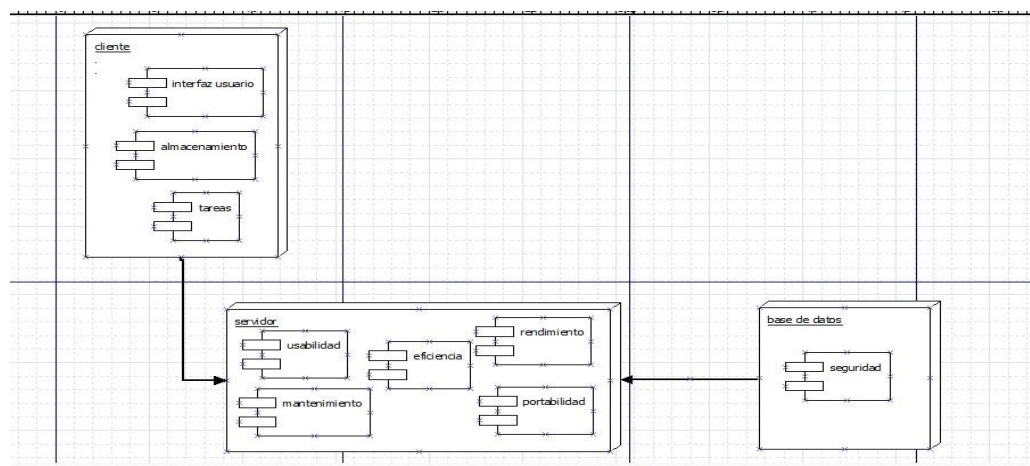 cliente
interfaz usuario
almacenamiento
tareas
servidor
usabilidad
eficiencia
rendimiento
mantenimiento
portabilidad
base de datos
seguridad